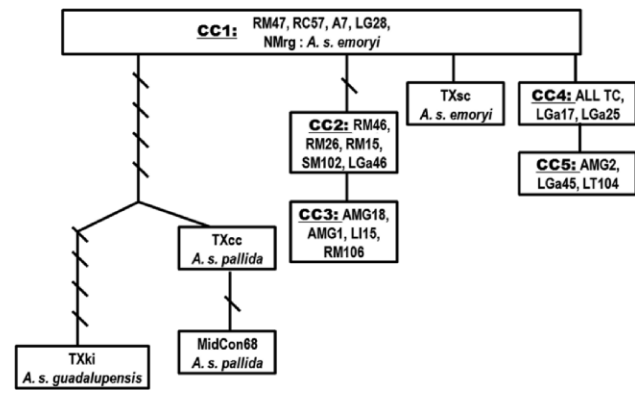 CC1: RM47, RC57, A7, LG28,
NMrg : A. s. emoryi
TXsc
A. s. emoryi
CC4: ALL TC,
LGa17, LGa25
CC2: RM46,
RM26, RM15,
SM102, LGa46
CC5: AMG2,
LGa45, LT104
CC3: AMG18,
AMG1, LI15,
RM106
TXcc
A. s. pallida
TXki
A. s. guadalupensis
MidCon68
A. s. pallida